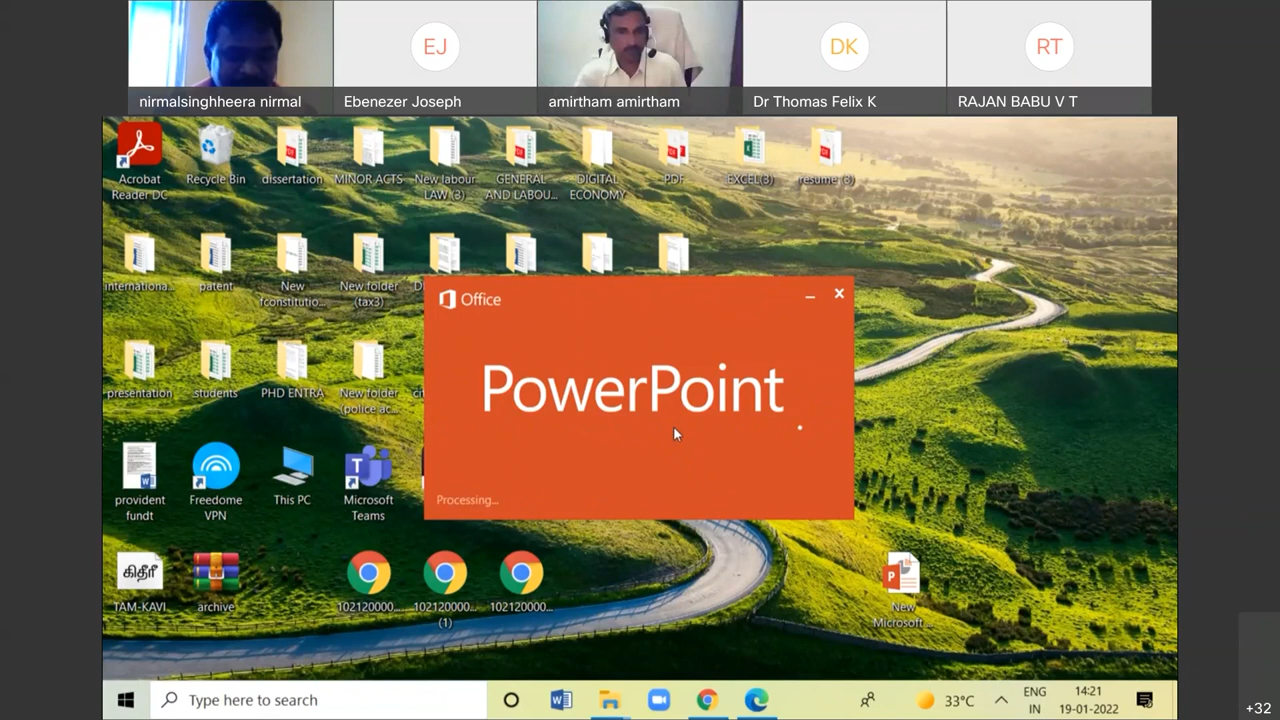 EJ
DK
RT
nirmalsinghheera nirmal
Ebenezer Joseph
amirtham amirtham
Dr Thomas Felix K
RAJAN BABU V T
Acrobat
Reader DC
Recycle Bin
dissertation
MINOR ACTS
New labour
LAW (3)
GENERAL
AND LABOU...
DIGITAL
ECONOMY
PDF
EXCEL(3)
resume (3)
internationa...
patent
New
fconstitutio...
New folder
(tax3)
Office
PowerPoint
Processing...
presentation
students
PHD ENTRA
New folder
(police ac...
provident
fundt
Freedome
VPN
This PC
Microsoft
Teams
கிதீரீ
TAM-KAVI
archive
102120000...
102120000...
(1)
102120000...
New
Microsoft...
Type here to search
33°C
ENG
IN
14:21
19-01-2022
+32